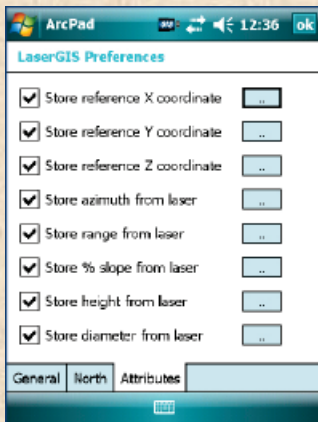 ArcPad 12:36 ok
LaserGIS Preferences
Store reference X coordinate ..
Store reference Y coordinate ..
Store reference Z coordinate ..
Store azimuth from laser ..
Store range from laser ..
Store % slope from laser ..
Store height from laser ..
Store diameter from laser ..
General North Attributes